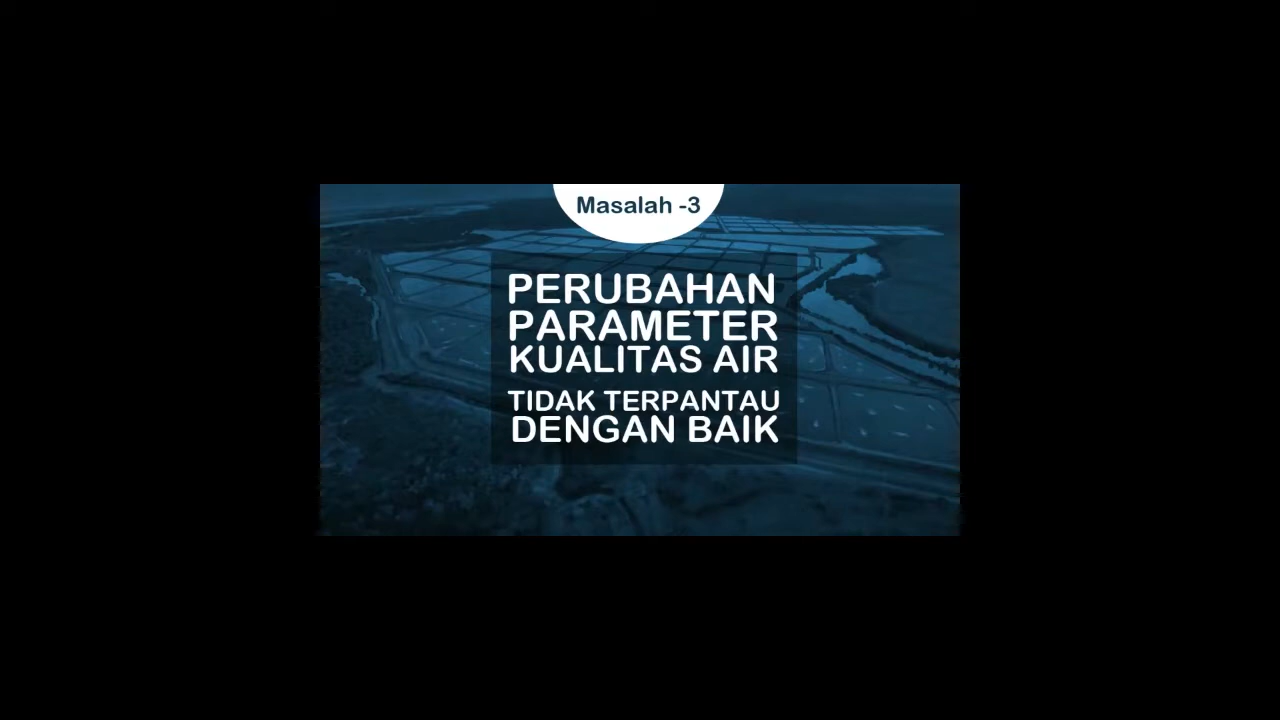 Masalah -3
PERUBAHAN
PARAMETER
KUALITAS AIR
TIDAK TERPANTAU
DENGAN BAIK